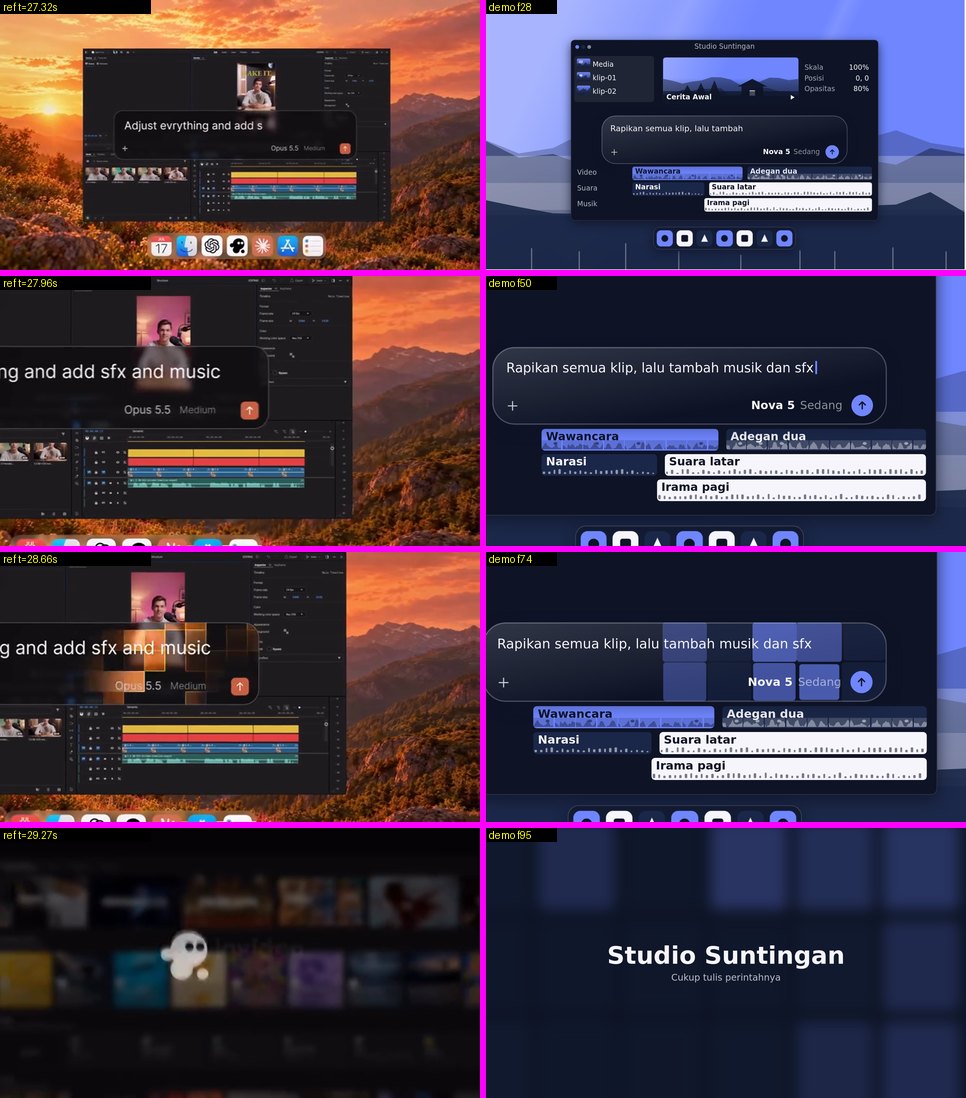 ref t=27.32s
AKE IT
Adjust evrything and add s
+
Opus 5.5 Medium
JUL
17
demo f28
Studio Suntingan
Media
klip-01
klip-02
Cerita Awal
Skala 100%
Posisi 0, 0
Opasitas 80%
Rapikan semua klip, lalu tambah
+
Nova 5 Sedang
Video
Wawancara
Adegan dua
Suara
Narasi
Suara latar
Musik
Irama pagi
ref t=27.96s
ng and add sfx and music
Opus 5.5 Medium
demo f50
Rapikan semua klip, lalu tambah musik dan sfx
+
Nova 5 Sedang
Wawancara
Adegan dua
Narasi
Suara latar
Irama pagi
ref t=28.66s
g and add sfx and music
Opus 5.5 Medium
demo f74
Rapikan semua klip, lalu tambah musik dan sfx
+
Nova 5 Sedang
Wawancara
Adegan dua
Narasi
Suara latar
Irama pagi
ref t=29.27s
demo f95
Studio Suntingan
Cukup tulis perintahnya